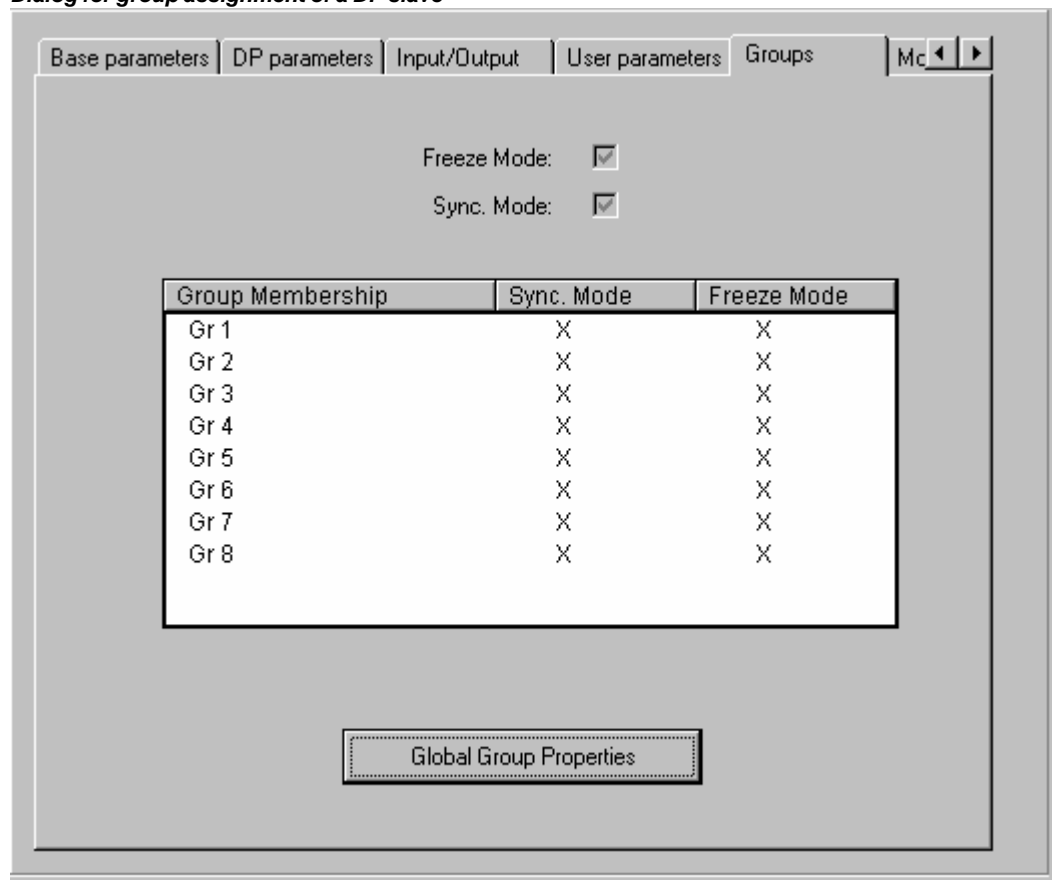 Dialog for group assignment of a DP slave
Base parameters DP parameters Input/Output User parameters Groups Mc
Freeze Mode:
Sync. Mode:
Group Membership Sync. Mode Freeze Mode
Gr 1 X X
Gr 2 X X
Gr 3 X X
Gr 4 X X
Gr 5 X X
Gr 6 X X
Gr 7 X X
Gr 8 X X
Global Group Properties